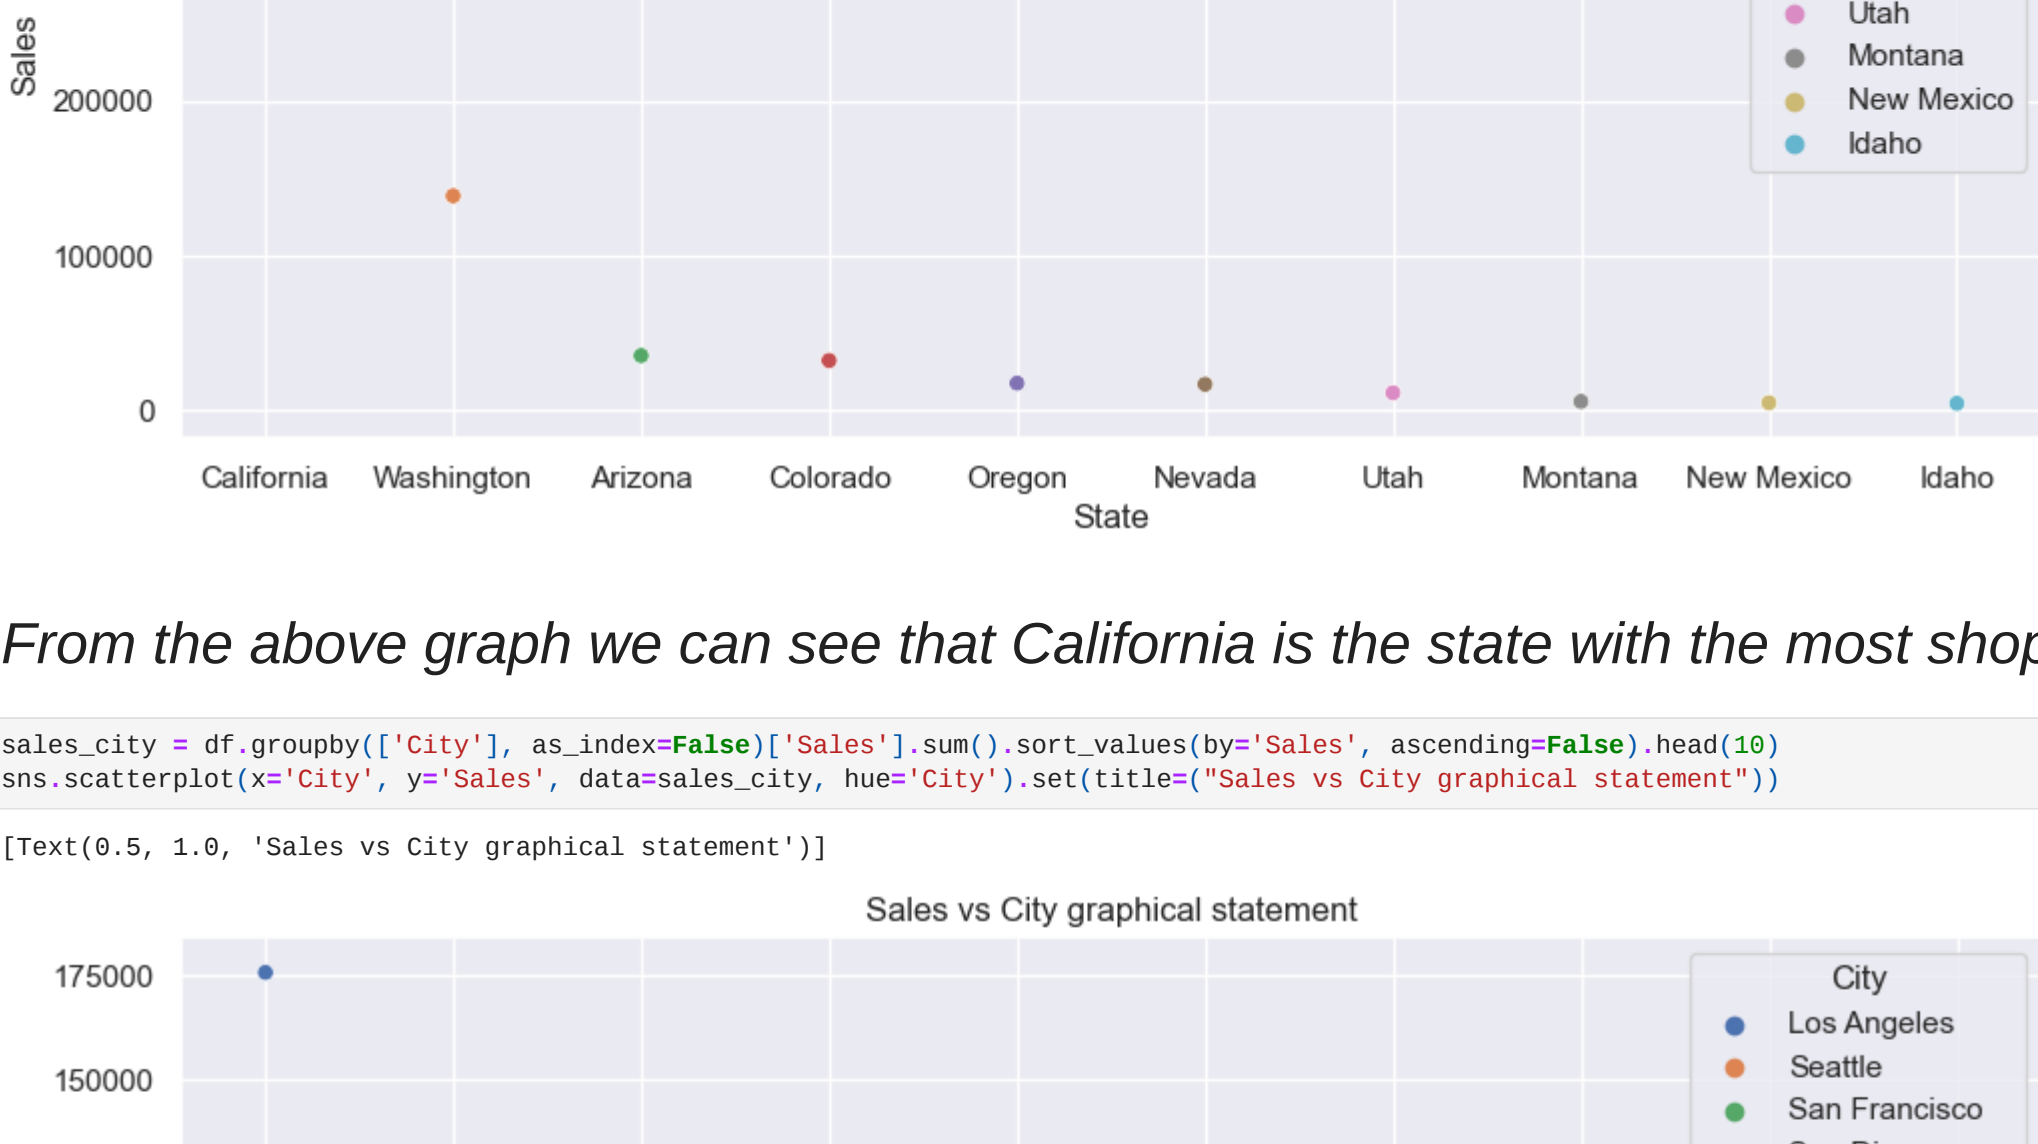 Sales
Utah
Montana
200000
New Mexico
Idaho
100000
0
California Washington Arizona Colorado Oregon Nevada Utah Montana New Mexico Idaho
State
From the above graph we can see that California is the state with the most
sales_city = df.groupby(['City'], as_index=False)['Sales'].sum().sort_values(by='Sales', ascending=False).head(10)
sns.scatterplot(x='City', y='Sales', data=sales_city, hue='City').set(title=("Sales vs City graphical statement"))
[Text(0.5, 1.0, 'Sales vs City graphical statement')]
Sales vs City graphical statement
175000
City
Los Angeles
Seattle
150000
San Francisco